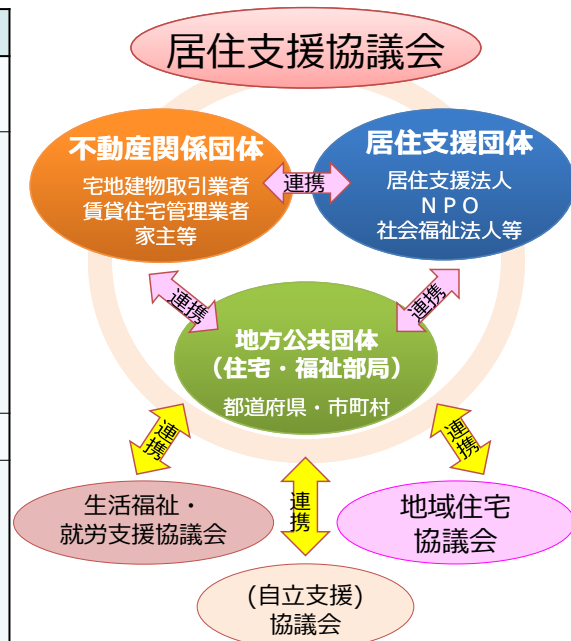 居住支援協議会
不動産関係団体
宅地建物取引業者
賃貸住宅管理業者
家主等
連携
居住支援団体
居住支援法人
ＮＰＯ
社会福祉法人等
連携
連携
地方公共団体
（住宅・福祉部局）
都道府県・市町村
連携
連携
連携
生活福祉・
就労支援協議会
地域住宅
協議会
(自立支援)
協議会